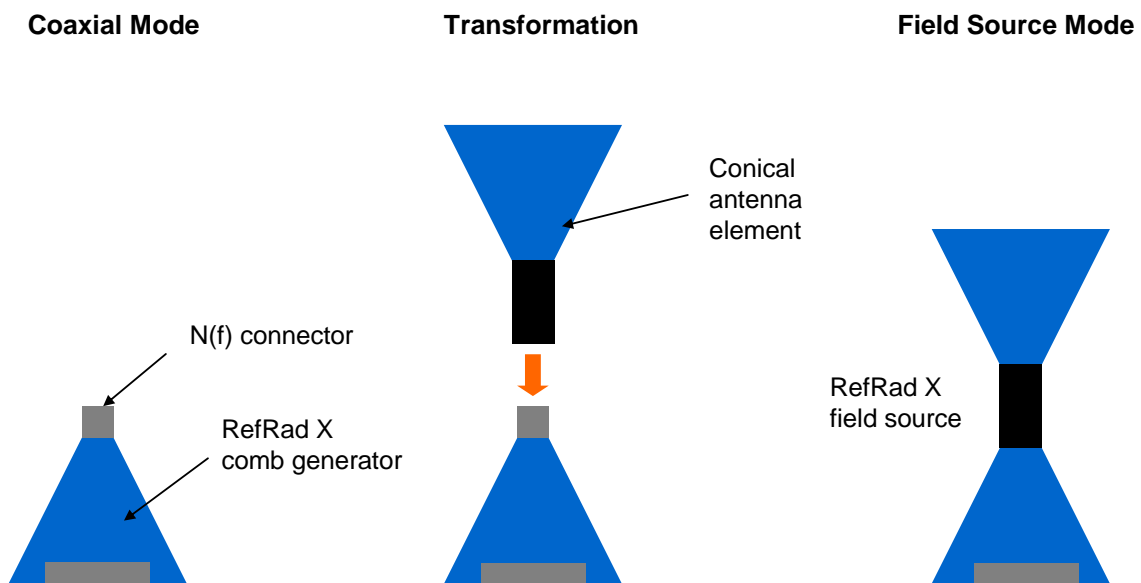 Coaxial Mode
Transformation
Field Source Mode
Conical
antenna
element
N(f) connector
RefRad X
comb generator
RefRad X
field source